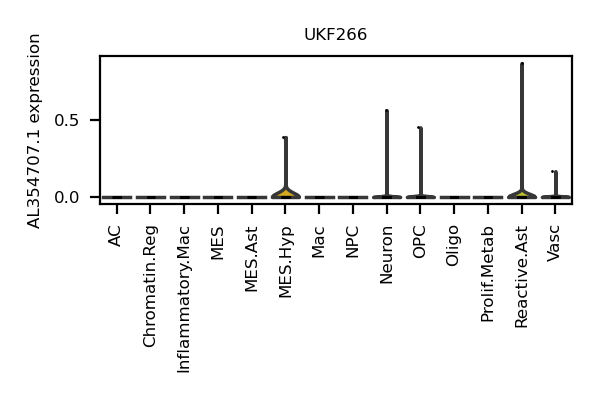 UKF266
AL354707.1 expression
0.5
0.0
AC
Chromatin.Reg
Inflammatory.Mac
MES
MES.Ast
MES.Hyp
Mac
NPC
Neuron
OPC
Oligo
Prolif.Metab
Reactive.Ast
Vasc